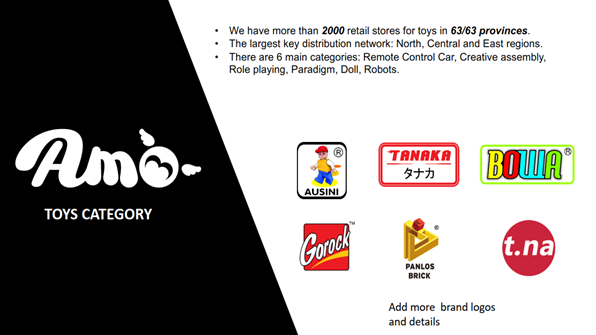 • We have more than 2000 retail stores for toys in 63/63 provinces.
• The largest key distribution network: North, Central and East regions.
• There are 6 main categories: Remote Control Car, Creative assembly,
Role playing, Paradigm, Doll, Robots.
Amò
TOYS CATEGORY
AUSINI ®
TANAKA
タナカ
BOWA ®
Gorock ™
PANLOS ®
BRICK
t.na
Add more brand logos
and details